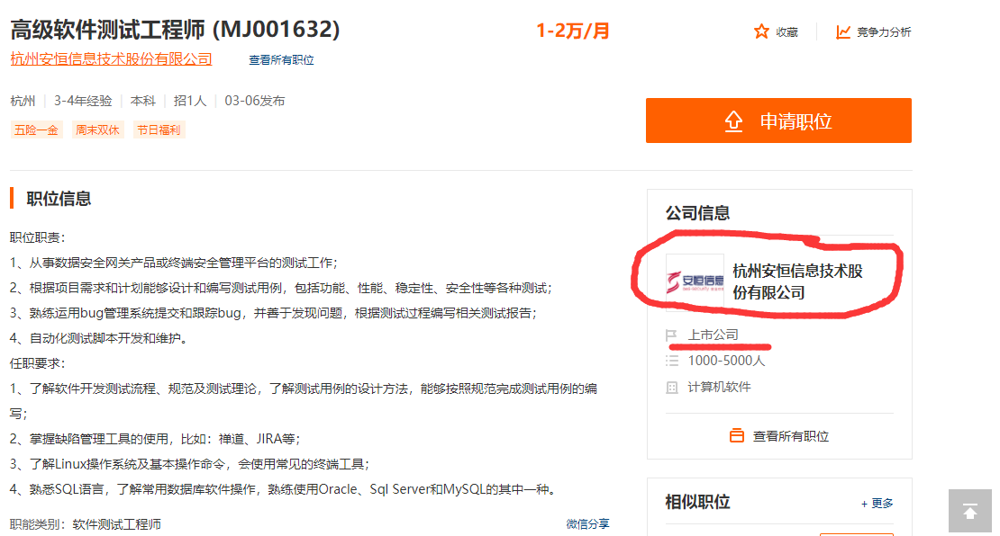 高级软件测试工程师 (MJ001632)
1-2万/月
收藏
竞争力分析
杭州安恒信息技术股份有限公司
查看所有职位
杭州 | 3-4年经验 | 本科 | 招1人 | 03-06发布
五险一金
周末双休
节日福利
申请职位
职位信息
职位职责：
1、从事数据安全网关产品或终端安全管理平台的测试工作；
2、根据项目需求和计划能够设计和编写测试用例，包括功能、性能、稳定性、安全性等各种测试；
3、熟练运用bug管理系统提交和跟踪bug，并善于发现问题，根据测试过程编写相关测试报告；
4、自动化测试脚本开发和维护。
任职要求：
1、了解软件开发测试流程、规范及测试理论，了解测试用例的设计方法，能够按照规范完成测试用例的编
写；
2、掌握缺陷管理工具的使用，比如：禅道、JIRA等；
3、了解Linux操作系统及基本操作命令，会使用常见的终端工具；
4、熟悉SQL语言，了解常用数据库软件操作，熟练使用Oracle、Sql Server和MySQL的其中一种。
职能类别：软件测试工程师
微信分享
公司信息
安恒信息
杭州安恒信息技术股
份有限公司
上市公司
1000-5000人
计算机软件
查看所有职位
相似职位
+ 更多